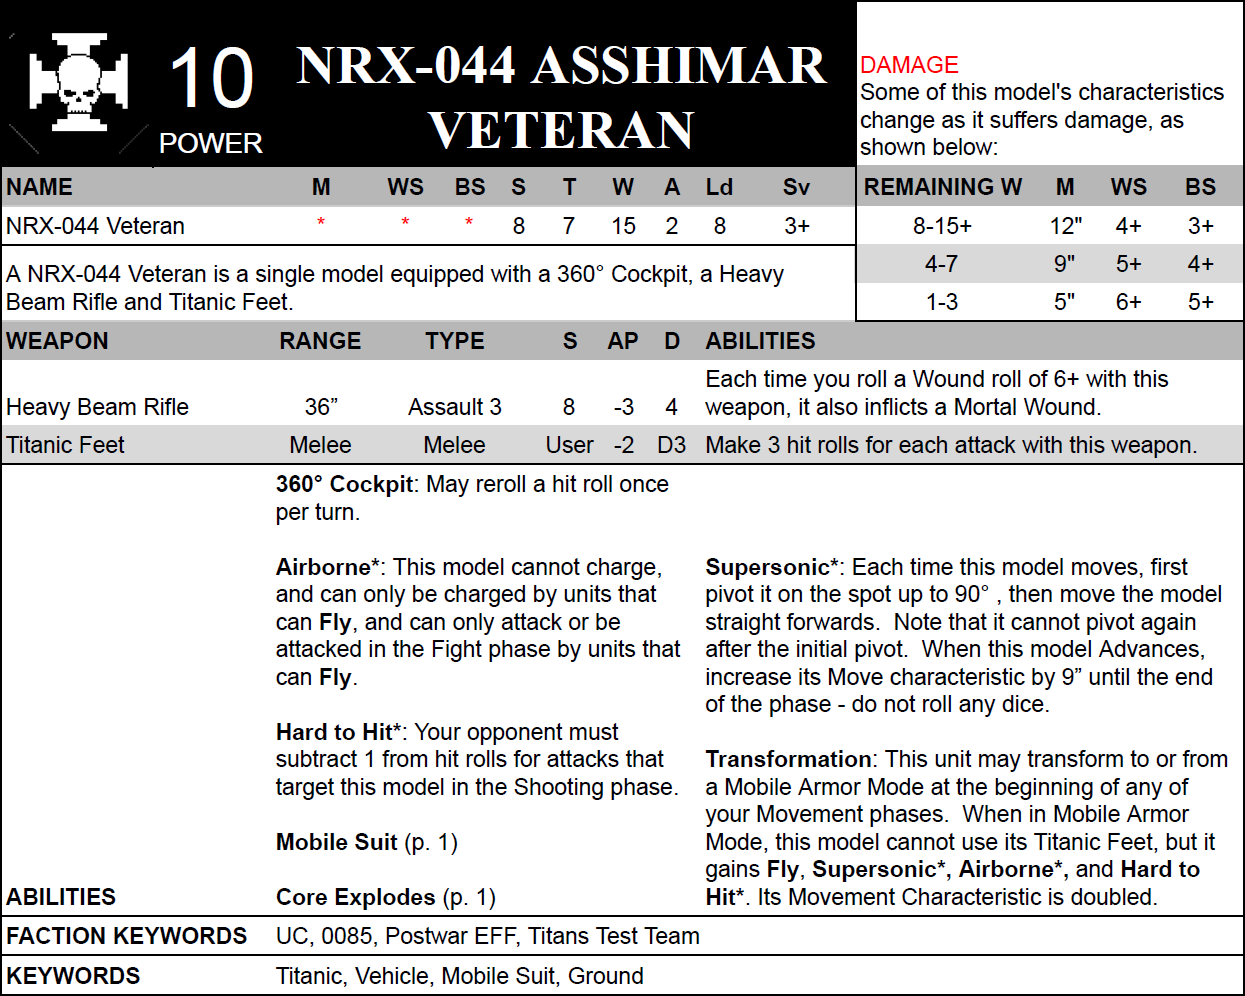 10
POWER
NRX-044 ASSHIMAR
VETERAN
DAMAGE
Some of this model's characteristics
change as it suffers damage, as
shown below:
NAME M WS BS S T W A Ld Sv
NRX-044 Veteran * * * 8 7 15 2 8 3+
A NRX-044 Veteran is a single model equipped with a 360° Cockpit, a Heavy
Beam Rifle and Titanic Feet.
REMAINING W M WS BS
8-15+ 12" 4+ 3+
4-7 9" 5+ 4+
1-3 5" 6+ 5+
WEAPON RANGE TYPE S AP D ABILITIES
Each time you roll a Wound roll of 6+ with this
Heavy Beam Rifle 36” Assault 3 8 -3 4 weapon, it also inflicts a Mortal Wound.
Titanic Feet Melee Melee User -2 D3 Make 3 hit rolls for each attack with this weapon.
ABILITIES
360° Cockpit: May reroll a hit roll once
per turn.
Airborne*: This model cannot charge,
and can only be charged by units that
can Fly, and can only attack or be
attacked in the Fight phase by units that
can Fly.
Hard to Hit*: Your opponent must
subtract 1 from hit rolls for attacks that
target this model in the Shooting phase.
Mobile Suit (p. 1)
Core Explodes (p. 1)
Supersonic*: Each time this model moves, first
pivot it on the spot up to 90° , then move the model
straight forwards.  Note that it cannot pivot again
after the initial pivot.  When this model Advances,
increase its Move characteristic by 9” until the end
of the phase - do not roll any dice.
Transformation: This unit may transform to or from
a Mobile Armor Mode at the beginning of any of
your Movement phases.  When in Mobile Armor
Mode, this model cannot use its Titanic Feet, but it
gains Fly, Supersonic*, Airborne*, and Hard to
Hit*. Its Movement Characteristic is doubled.
FACTION KEYWORDS UC, 0085, Postwar EFF, Titans Test Team
KEYWORDS Titanic, Vehicle, Mobile Suit, Ground